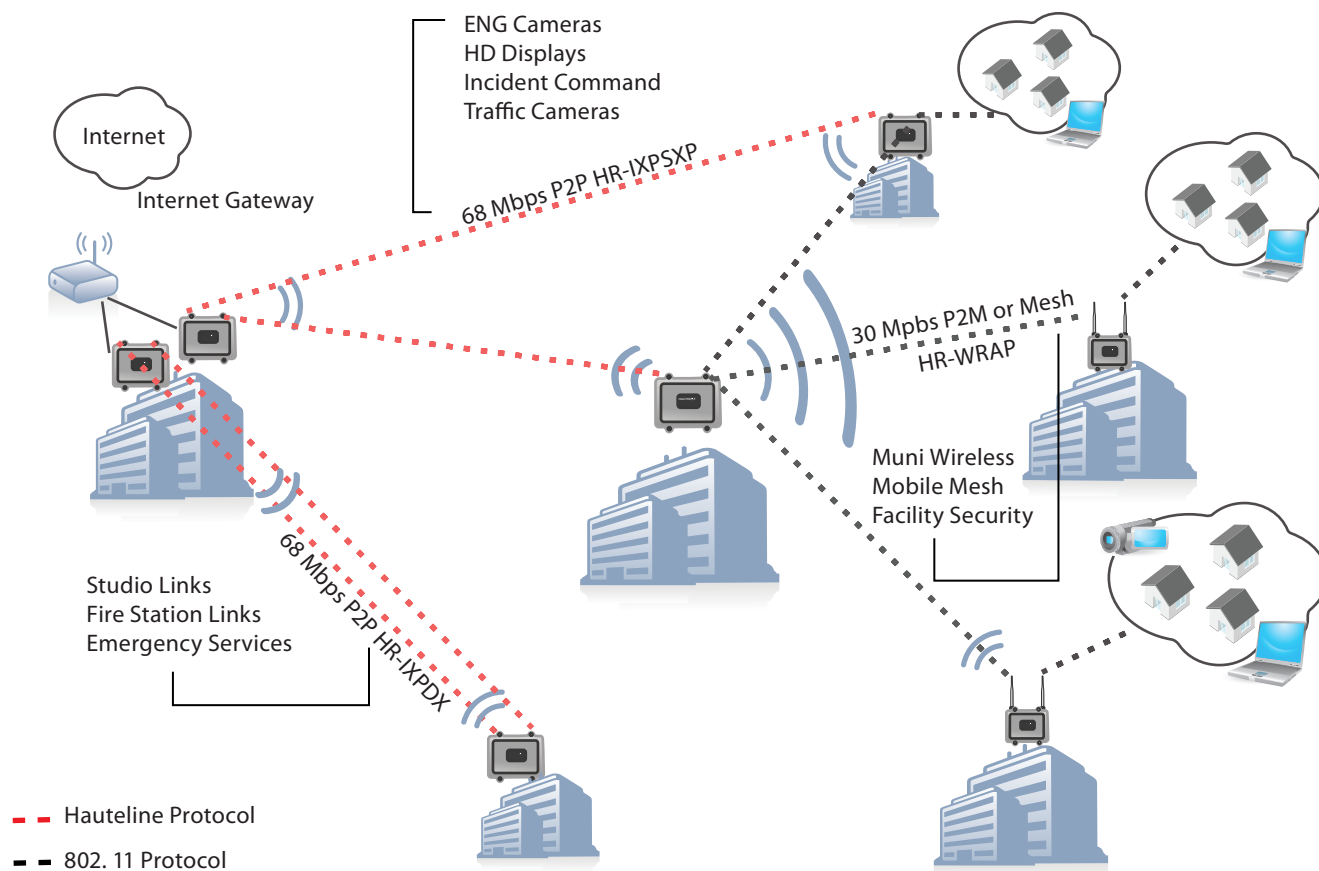 ENG Cameras
HD Displays
Incident Command
Traffic Cameras
Internet
Internet Gateway
68 Mbps P2P HR-IXPSXP
30 Mpbs P2M or Mesh
HR-WRAP
Muni Wireless
Mobile Mesh
Facility Security
Studio Links
Fire Station Links
Emergency Services
68 Mbps P2P HR-IXPDX
Hauteline Protocol
802. 11 Protocol